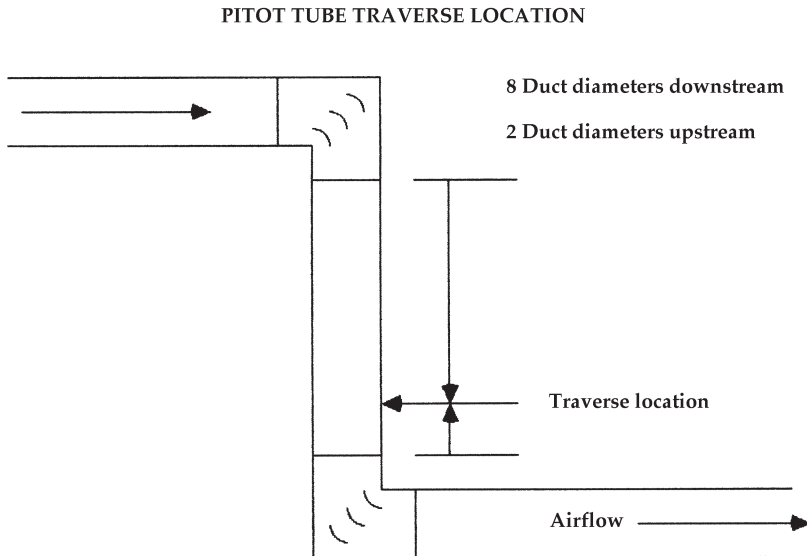 PITOT TUBE TRAVERSE LOCATION
8 Duct diameters downstream
2 Duct diameters upstream
Traverse location
Airflow